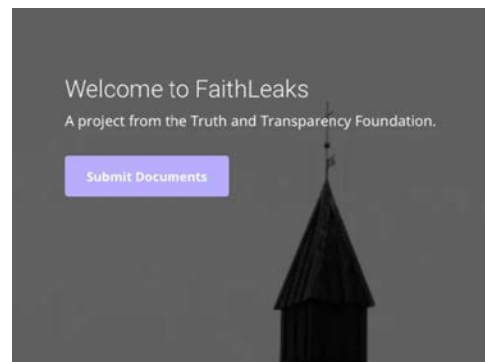 Welcome to FaithLeaks
A project from the Truth and Transparency Foundation.
Submit Documents